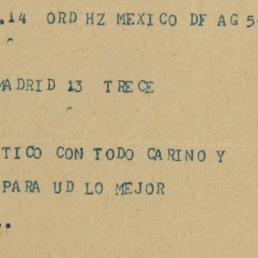 .14 ORD HZ MEXICO DF AG 5
MADRID 13 TRECE
TICO CON TODO CARINO Y
PARA UD LO MEJOR
..